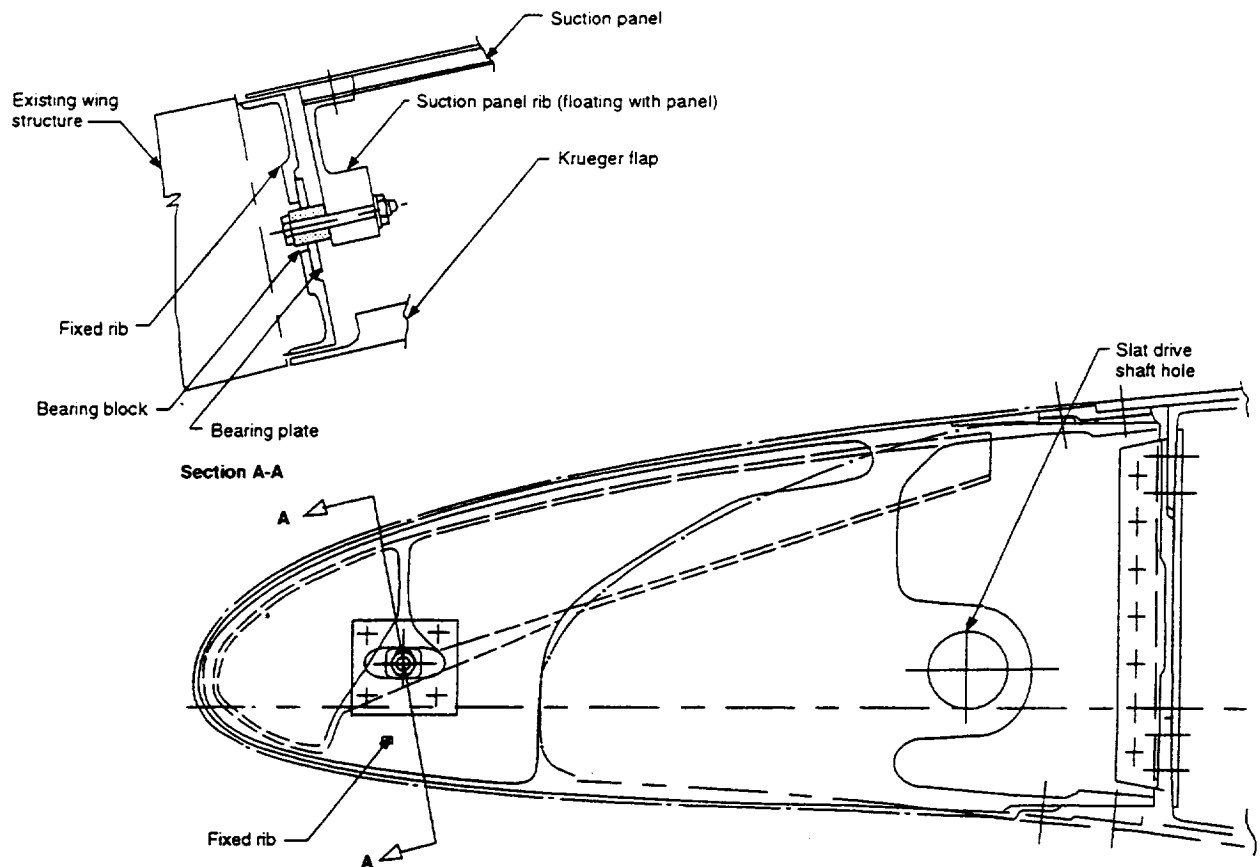 Suction panel
Existing wing
structure
Suction panel rib (floating with panel)
Krueger flap
Fixed rib
Bearing block
Bearing plate
Section A-A
Slat drive
shaft hole
A
Fixed rib
A